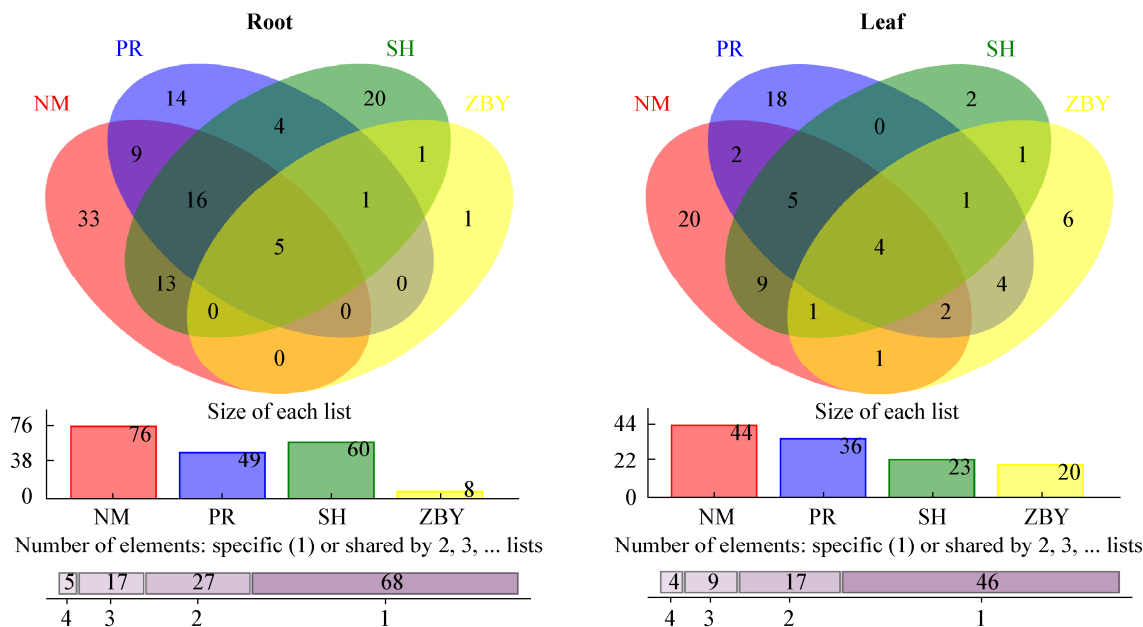 Root
PR SH
NM ZBY
14 20
4
9 1
16 1
33 1
5
13 0
0 0
0
Size of each list
76
38
0
76 49 60 8
NM PR SH ZBY
Number of elements: specific (1) or shared by 2, 3, ... lists
5 17 27 68
4 3 2 1
Leaf
PR SH
NM ZBY
18 2
0
2 1
5 1
20 6
4
9 4
1 2
1
Size of each list
44
22
0
44 36 23 20
NM PR SH ZBY
Number of elements: specific (1) or shared by 2, 3, ... lists
4 9 17 46
4 3 2 1